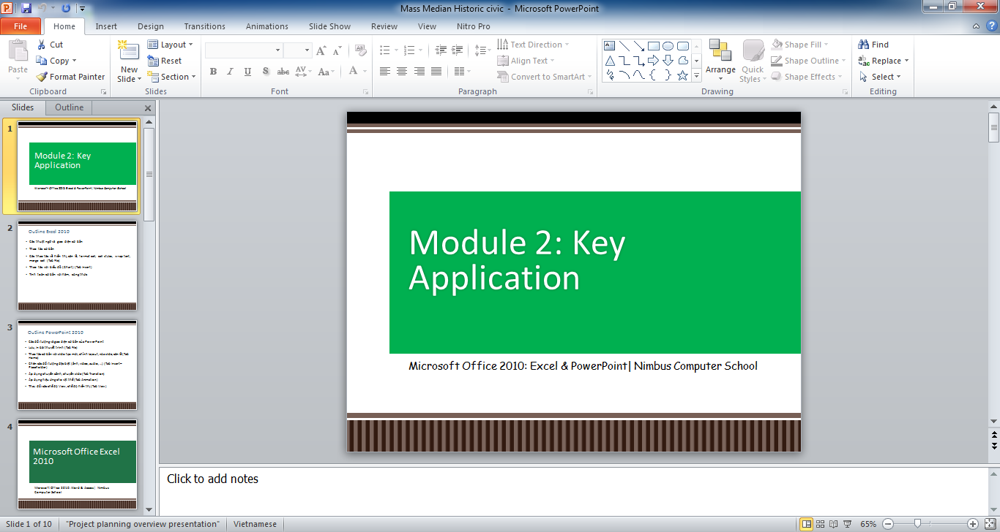 Mass Median Historic civic - Microsoft PowerPoint
File Home Insert Design Transitions Animations Slide Show Review View Nitro Pro
Paste
Cut
Copy
Format Painter
Clipboard
New
Slide
Layout
Reset
Section
Slides
B I U S abc AV Aa A
Font
Text Direction
Align Text
Convert to SmartArt
Paragraph
Arrange
Quick
Styles
Shape Fill
Shape Outline
Shape Effects
Drawing
Find
Replace
Select
Editing
Slides Outline
1
Module 2: Key
Application
Microsoft Office 2010: Excel & PowerPoint| Nimbus Computer School
2
Outline Excel 2010
3
Outline PowerPoint 2010
4
Microsoft Office Excel
2010
Microsoft Office 2010: Word & Access| Nimbus
Computer School
Module 2: Key
Application
Microsoft Office 2010: Excel & PowerPoint| Nimbus Computer School
Click to add notes
Slide 1 of 10 "Project planning overview presentation" Vietnamese 65%